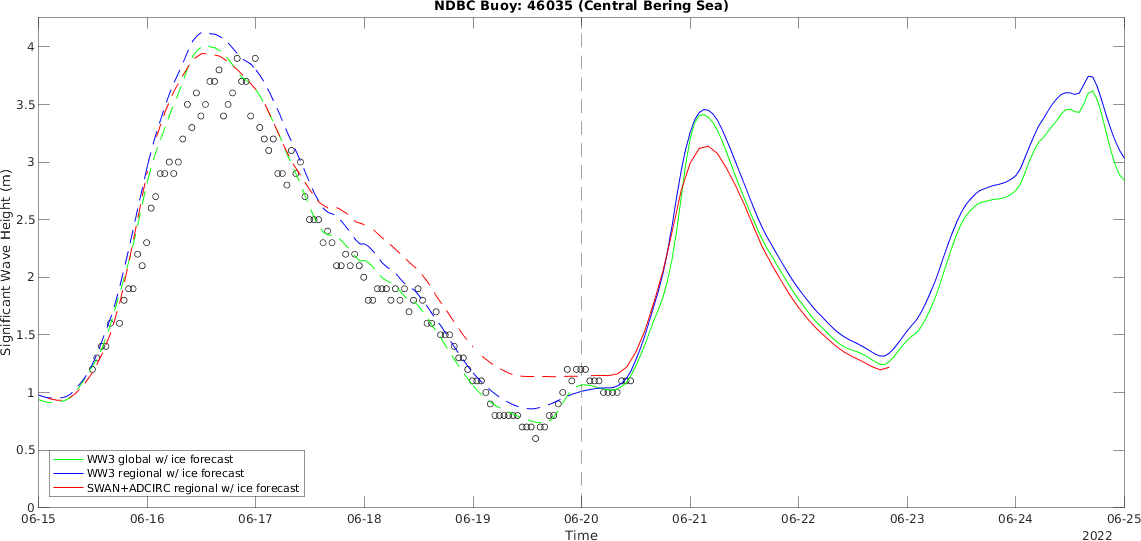 NDBC Buoy: 46035 (Central Bering Sea)
Significant Wave Height (m)
4
3.5
3
2.5
2
1.5
1
0.5
0
WW3 global w/ ice forecast
WW3 regional w/ ice forecast
SWAN+ADCIRC regional w/ ice forecast
06-15 06-16 06-17 06-18 06-19 06-20 06-21 06-22 06-23 06-24 06-25
Time
2022